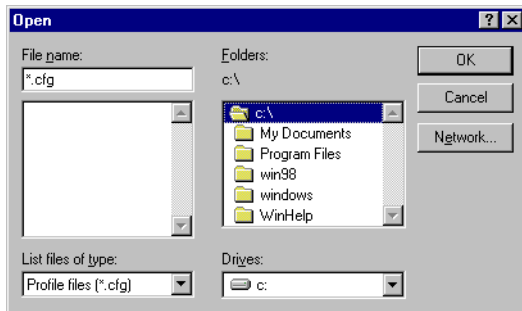 Open
File name:
*.cfg
Folders:
c:\
c:\
My Documents
Program Files
win98
windows
WinHelp
OK
Cancel
Network...
List files of type:
Profile files (*.cfg)
Drives:
c: